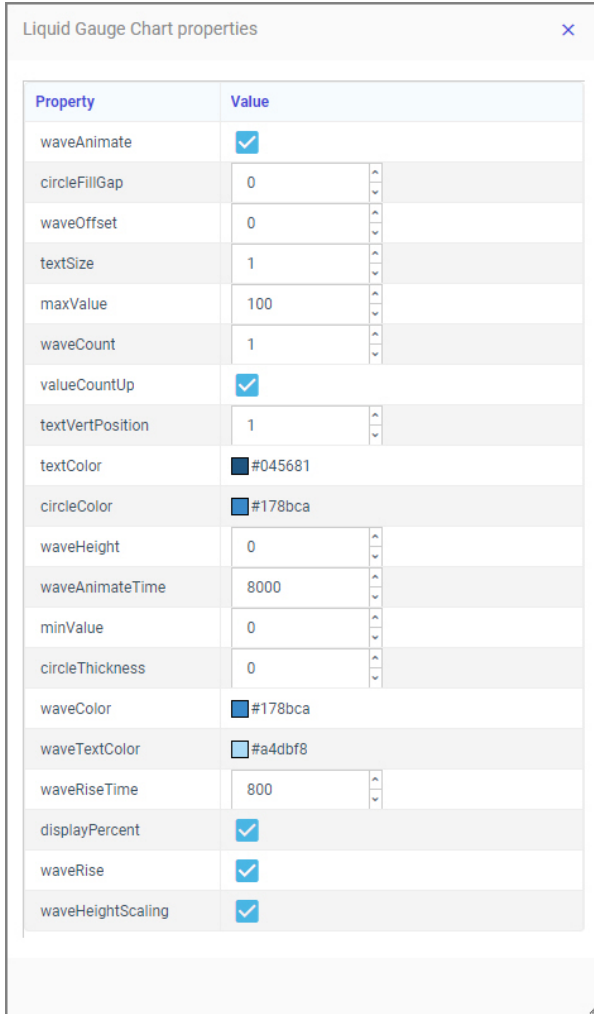 Liquid Gauge Chart properties
Property Value
waveAnimate
circleFillGap 0
waveOffset 0
textSize 1
maxValue 100
waveCount 1
valueCountUp
textVertPosition 1
textColor #045681
circleColor #178bca
waveHeight 0
waveAnimateTime 8000
minValue 0
circleThickness 0
waveColor #178bca
waveTextColor #a4dbf8
waveRiseTime 800
displayPercent
waveRise
waveHeightScaling